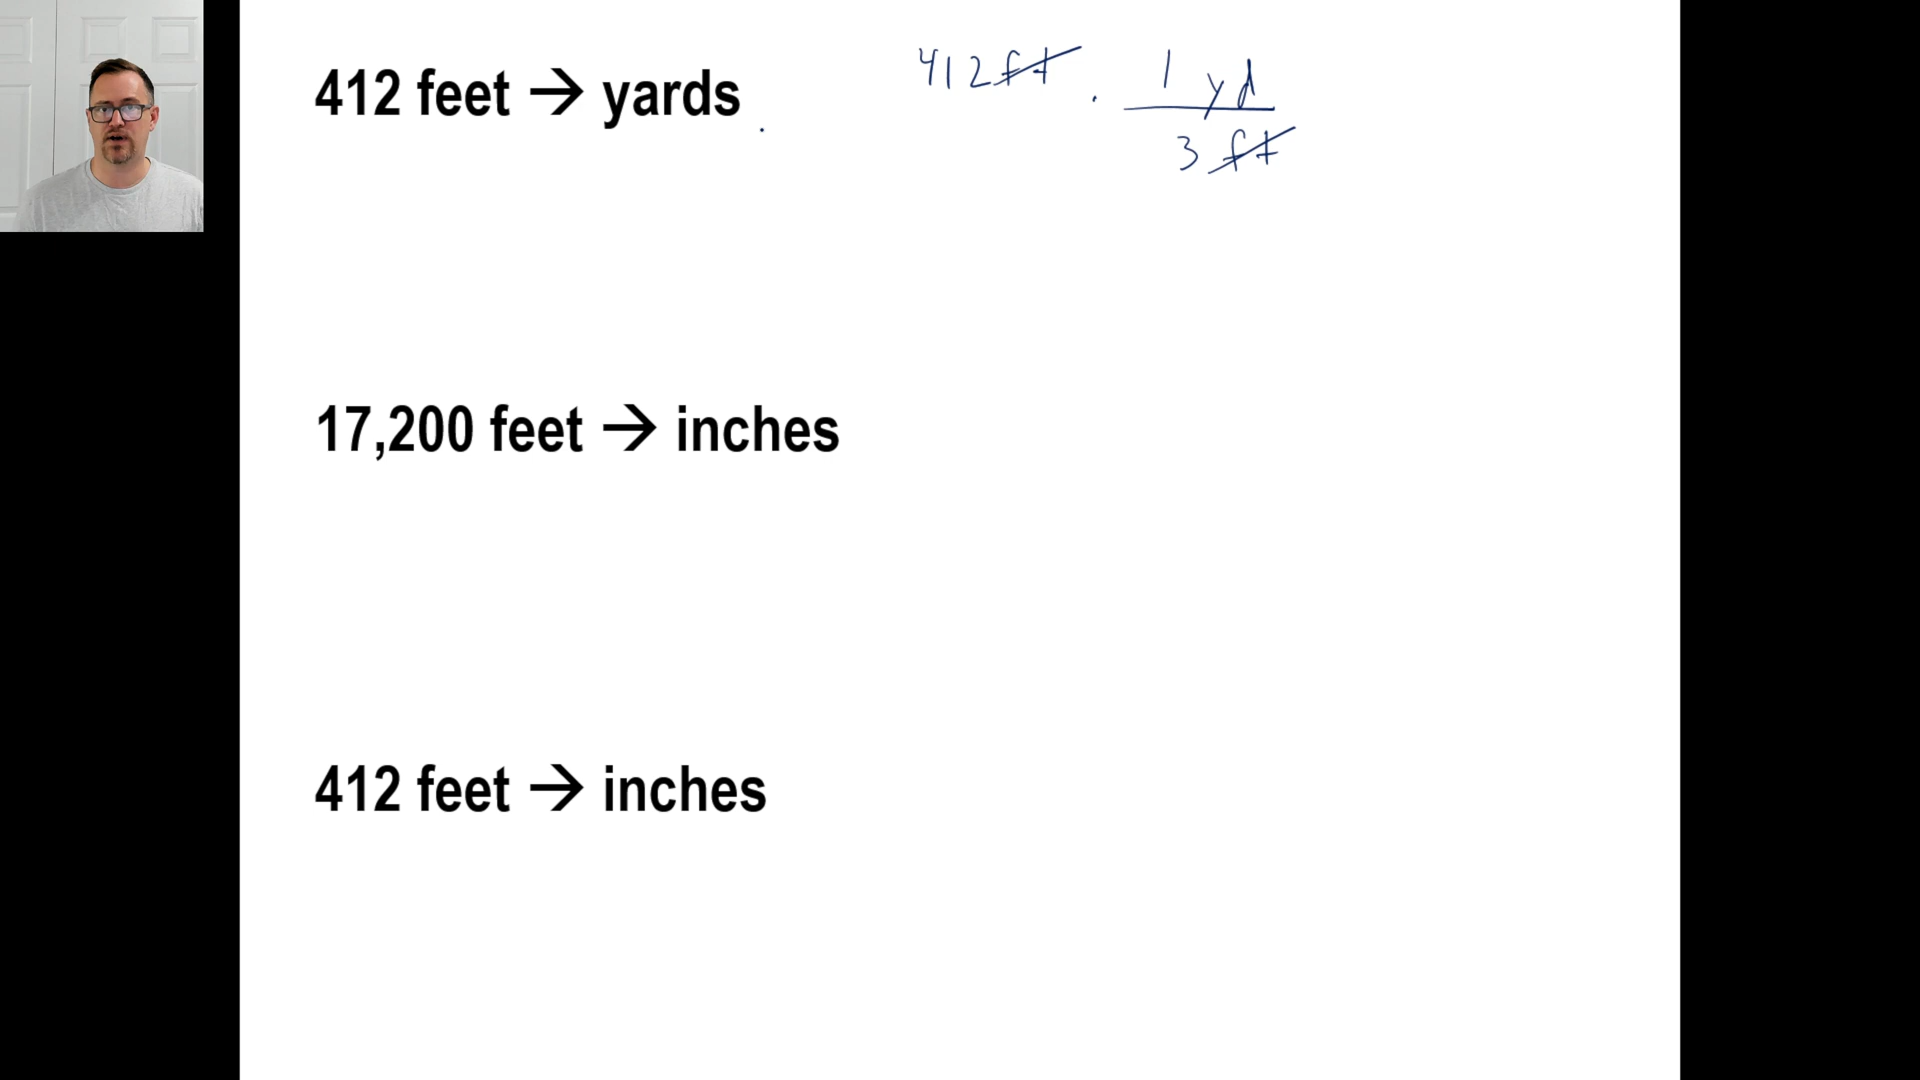 412 feet → yards
412 ft · 1 yd
3 ft
17,200 feet → inches
412 feet → inches